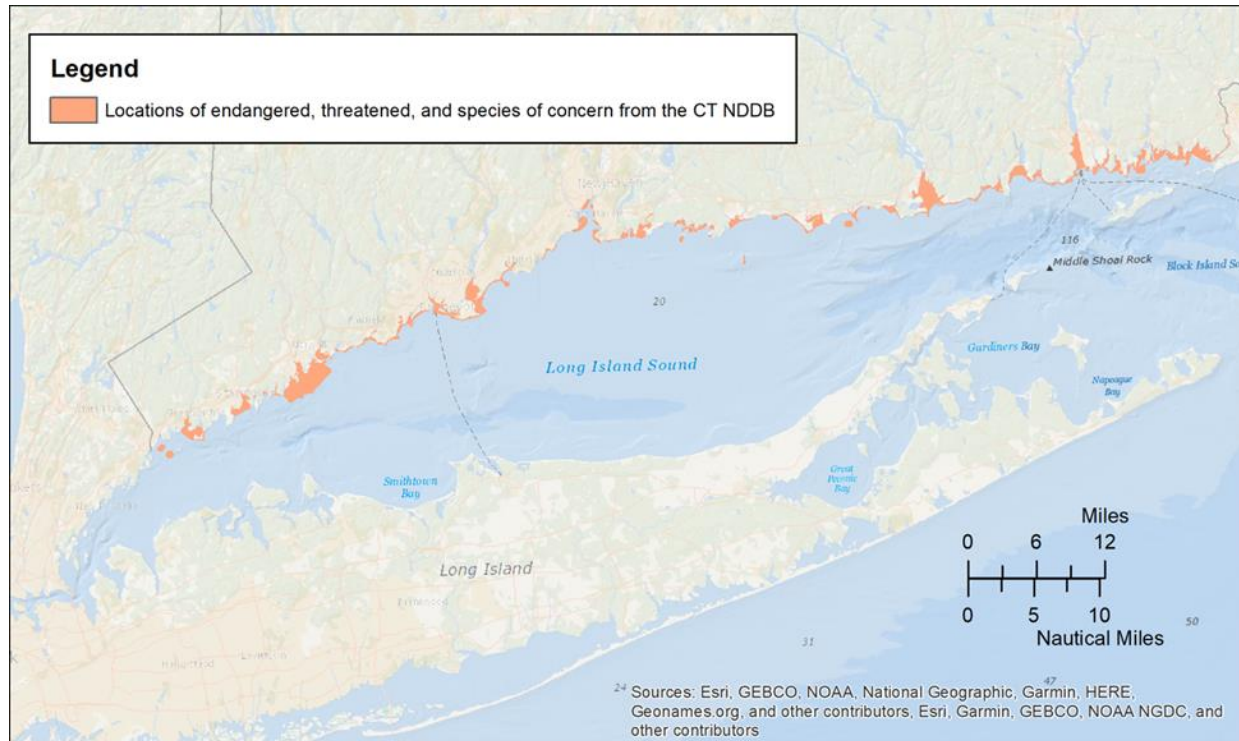 Legend
Locations of endangered, threatened, and species of concern from the CT NDDB
116
Middle Shoal Rock
Block Island So
20
Long Island Sound
Gardiners Bay
Napeague
Bay
Smithtown
Bay
Great
Peconic
Bay
Long Island
Miles
0 6 12
0 5 10
Nautical Miles
50
31
47
24
Sources: Esri, GEBCO, NOAA, National Geographic, Garmin, HERE,
Geonames.org, and other contributors, Esri, Garmin, GEBCO, NOAA NGDC, and
other contributors